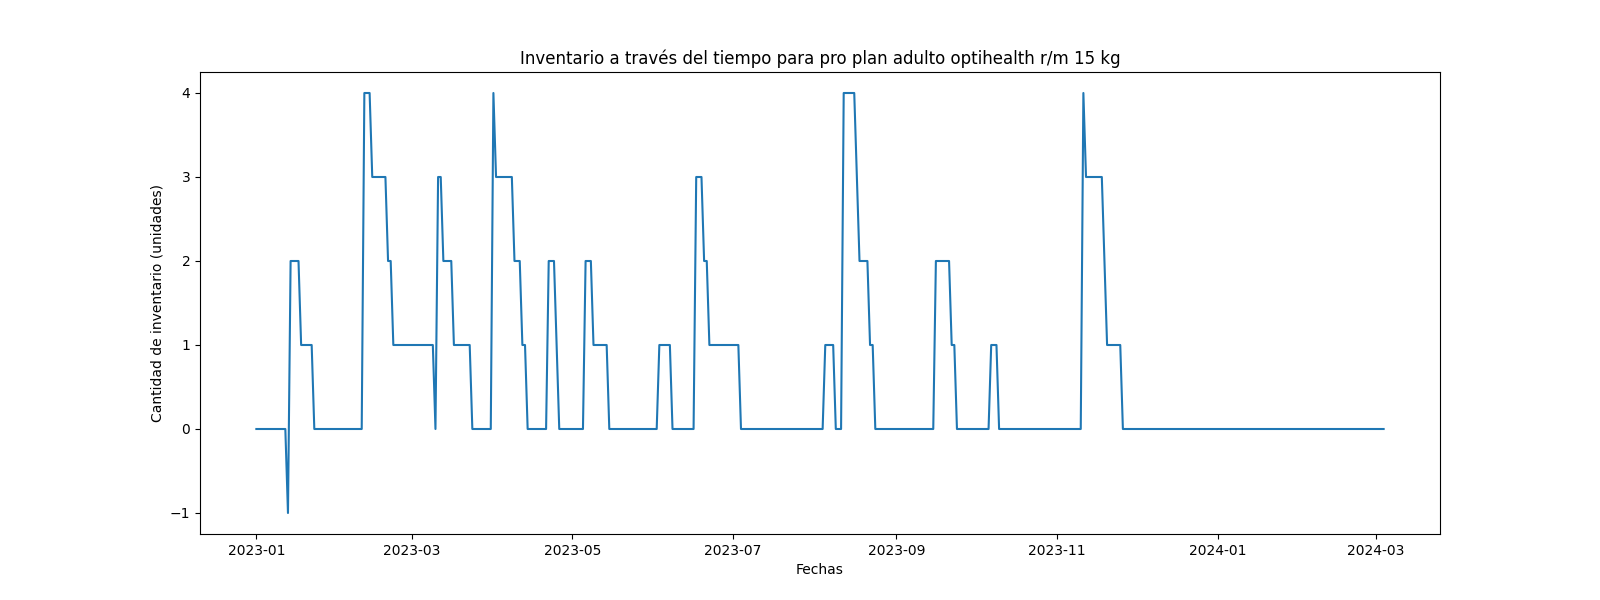 Inventario a través del tiempo para pro plan adulto optihealth r/m 15 kg
Cantidad de inventario (unidades)
4
3
2
1
0
−1
2023-01 2023-03 2023-05 2023-07 2023-09 2023-11 2024-01 2024-03
Fechas